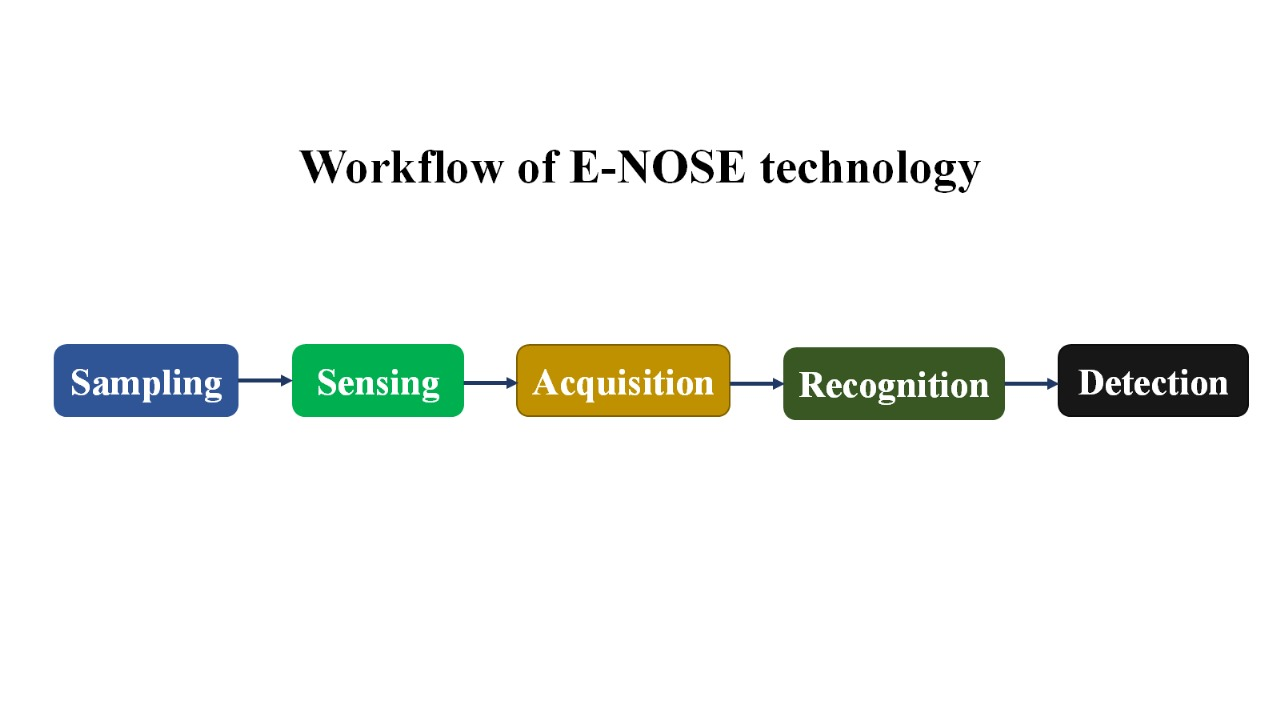 Workflow of E-NOSE technology
Sampling
Sensing
Acquisition
Recognition
Detection